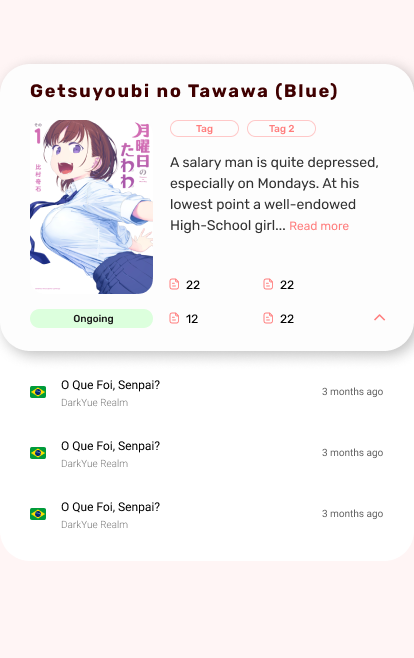 Getsuyoubi no Tawawa (Blue)
Tag
Tag 2
A salary man is quite depressed,
especially on Mondays. At his
lowest point a well-endowed
High-School girl... Read more
1
月曜日の
たわわ
比村奇石
22
22
Ongoing
12
22
O Que Foi, Senpai?
3 months ago
DarkYue Realm
O Que Foi, Senpai?
3 months ago
DarkYue Realm
O Que Foi, Senpai?
3 months ago
DarkYue Realm